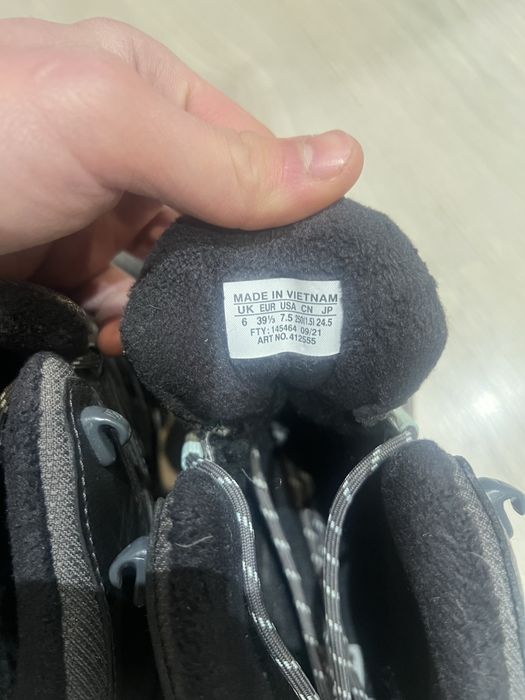 MADE IN VIETNAM
UK EUR USA CN JP
6 39⅓ 7.5 250(1.5) 24.5
FTY: 145464 09/21
ART NO. 412555